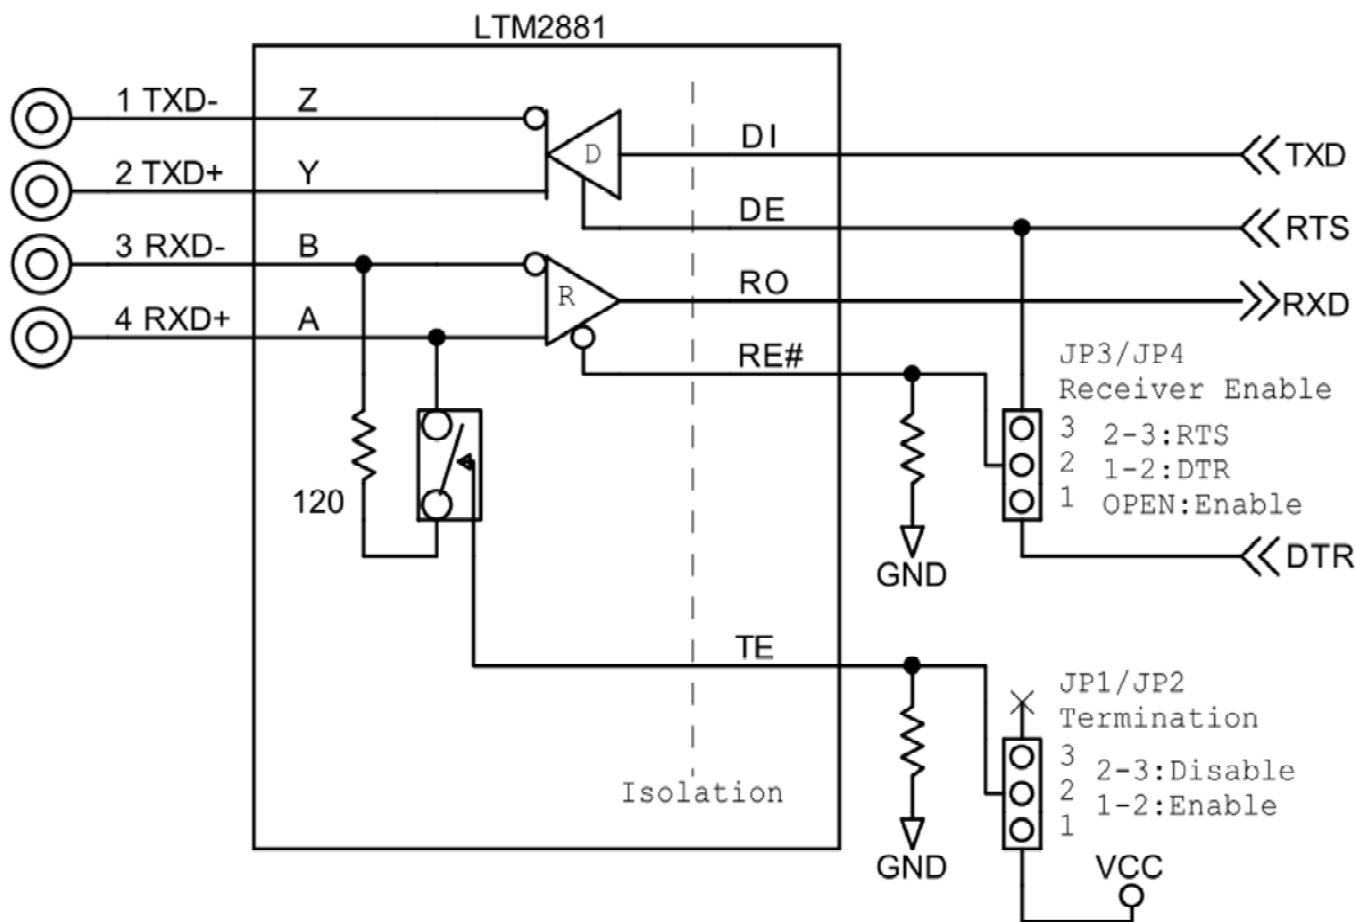 LTM2881
1 TXD- Z
DI TXD
D
2 TXD+ Y
DE RTS
3 RXD- B
RO RXD
R
4 RXD+ A
RE#
JP3/JP4
Receiver Enable
3 2-3:RTS
2 1-2:DTR
1 OPEN:Enable
120
GND
DTR
TE
JP1/JP2
Termination
3 2-3:Disable
2 1-2:Enable
1
Isolation
GND
VCC